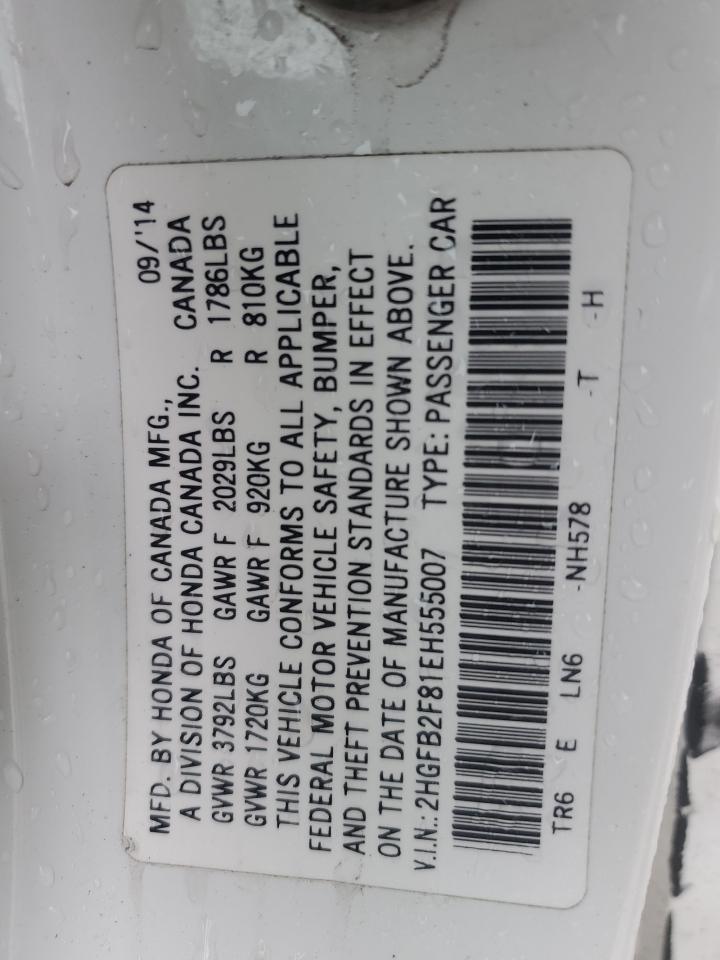 MFD. BY HONDA OF CANADA MFG., 09/'14
A DIVISION OF HONDA CANADA INC. CANADA
GVWR 3792LBS GAWR F 2029LBS R 1786LBS
GVWR 1720KG GAWR F 920KG R 810KG
THIS VEHICLE CONFORMS TO ALL APPLICABLE
FEDERAL MOTOR VEHICLE SAFETY, BUMPER,
AND THEFT PREVENTION STANDARDS IN EFFECT
ON THE DATE OF MANUFACTURE SHOWN ABOVE.
V.I.N.: 2HGFB2F81EH555007 TYPE: PASSENGER CAR
TR6 E LN6 -NH578 -T -H